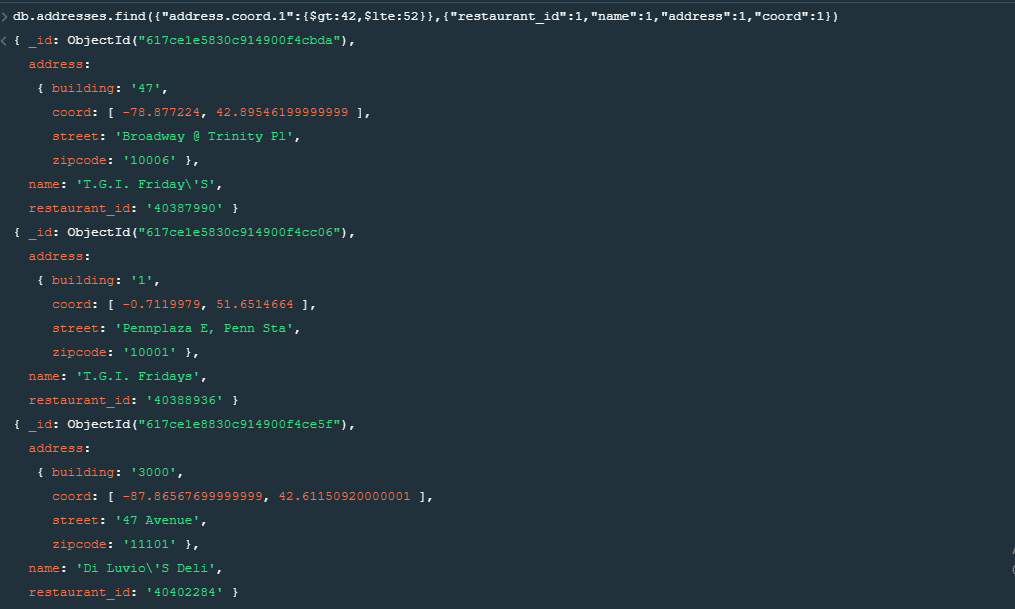 > db.addresses.find({"address.coord.1":{$gt:42,$lte:52}},{"restaurant_id":1,"name":1,"address":1,"coord":1})
< { _id: ObjectId("617ce1e5830c914900f4cbda"),
address:
{ building: '47',
coord: [ -78.877224, 42.89546199999999 ],
street: 'Broadway @ Trinity Pl',
zipcode: '10006' },
name: 'T.G.I. Friday\'S',
restaurant_id: '40387990' }
{ _id: ObjectId("617ce1e5830c914900f4cc06"),
address:
{ building: '1',
coord: [ -0.7119979, 51.6514664 ],
street: 'Pennplaza E, Penn Sta',
zipcode: '10001' },
name: 'T.G.I. Fridays',
restaurant_id: '40388936' }
{ _id: ObjectId("617ce1e8830c914900f4ce5f"),
address:
{ building: '3000',
coord: [ -87.86567699999999, 42.61150920000001 ],
street: '47 Avenue',
zipcode: '11101' },
name: 'Di Luvio\'S Deli',
restaurant_id: '40402284' }